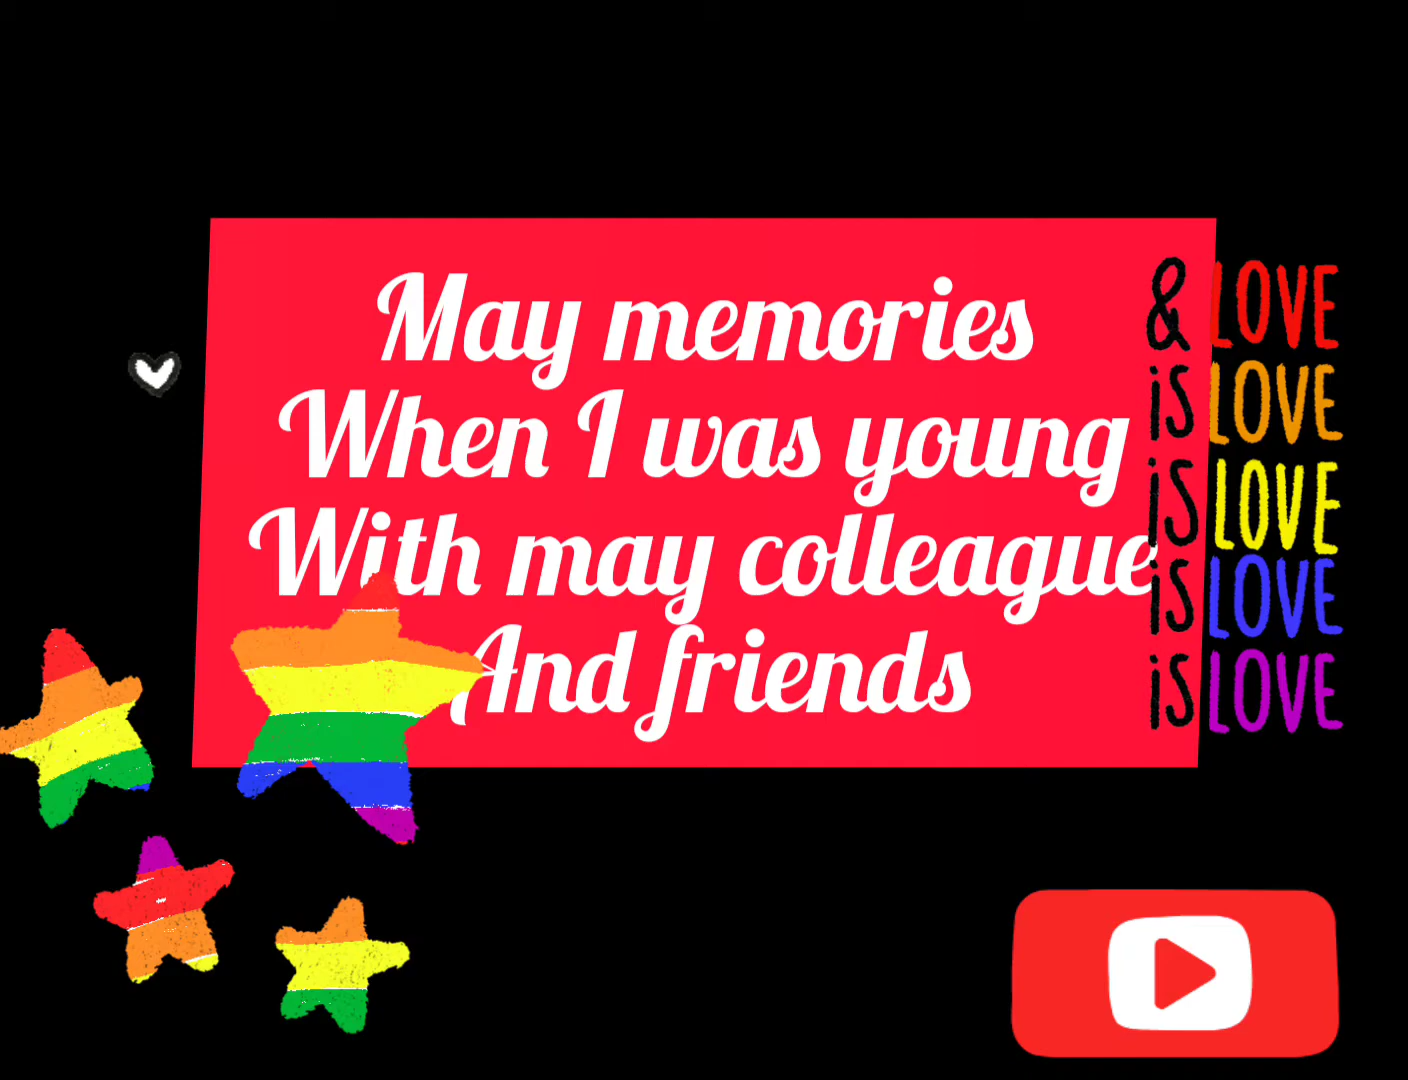 May memories
When I was young
With may colleague
And friends
& LOVE
is LOVE
is LOVE
is LOVE
is LOVE